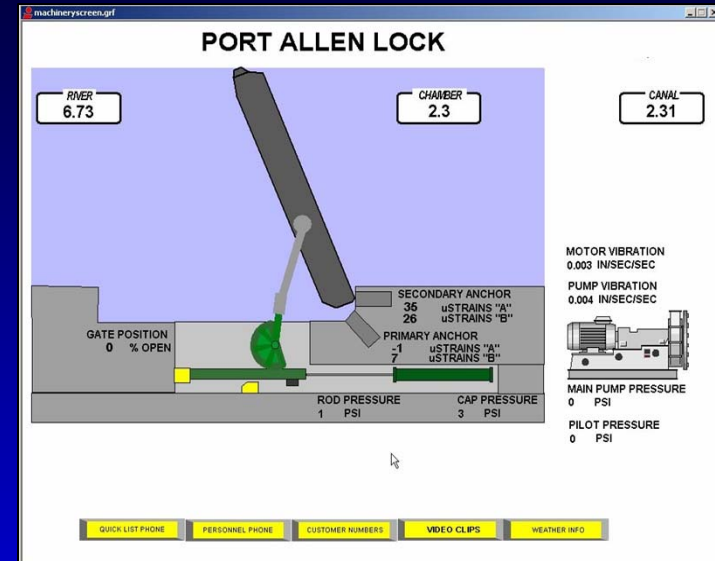 machineryscreen.grf
PORT ALLEN LOCK
RIVER
6.73
CHAMBER
2.3
CANAL
2.31
MOTOR VIBRATION
0.003 IN/SEC/SEC
PUMP VIBRATION
0.004 IN/SEC/SEC
SECONDARY ANCHOR
35 uSTRAINS "A"
26 uSTRAINS "B"
GATE POSITION
0 % OPEN
PRIMARY ANCHOR
-1 uSTRAINS "A"
7 uSTRAINS "B"
MAIN PUMP PRESSURE
0 PSI
ROD PRESSURE
1 PSI
CAP PRESSURE
3 PSI
PILOT PRESSURE
0 PSI
QUICK LIST PHONE
PERSONNEL PHONE
CUSTOMER NUMBERS
VIDEO CLIPS
WEATHER INFO